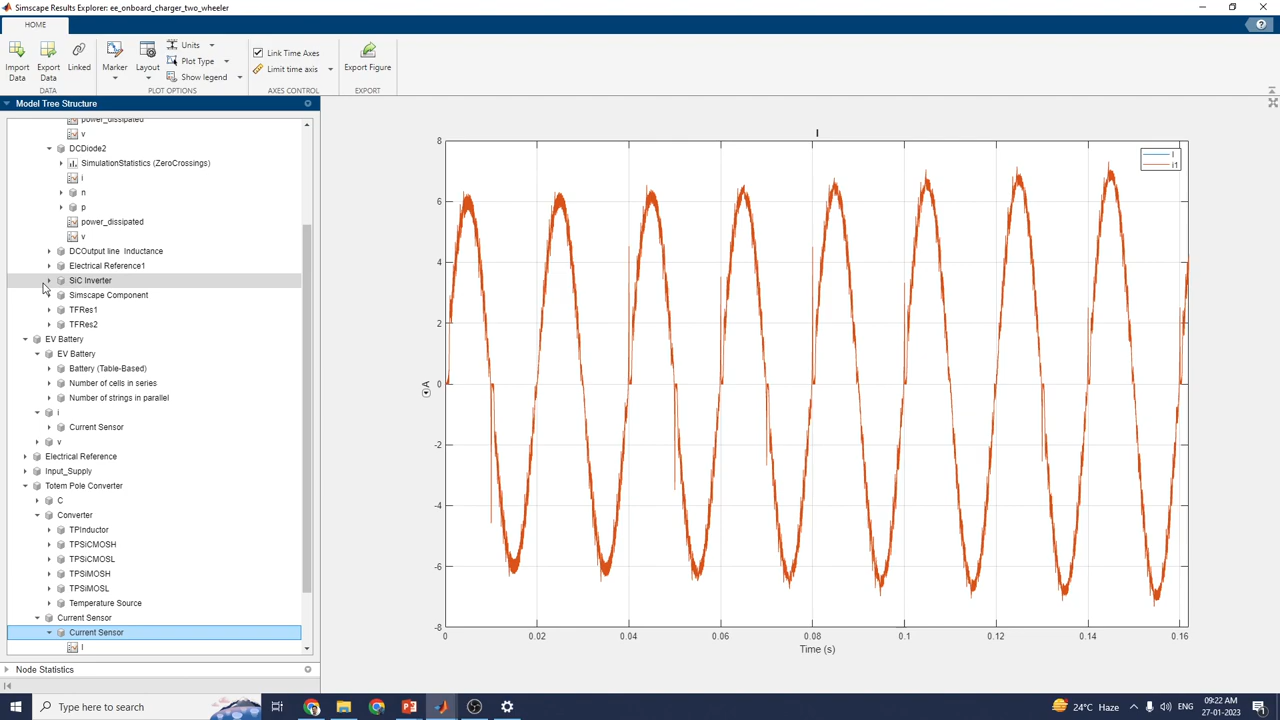 Simscape Results Explorer: ee_onboard_charger_two_wheeler
HOME
Import Data
Export Data
Linked
Marker
Layout
Units
Plot Type
Show legend
Link Time Axes
Limit time axis
Export Figure
DATA
PLOT OPTIONS
AXES CONTROL
EXPORT
Model Tree Structure
power_dissipated
v
DCDiode2
SimulationStatistics (ZeroCrossings)
i
n
p
power_dissipated
v
DCOutput line Inductance
Electrical Reference1
SiC Inverter
Simscape Component
TFRes1
TFRes2
EV Battery
EV Battery
Battery (Table-Based)
Number of cells in series
Number of strings in parallel
i
Current Sensor
v
Electrical Reference
Input_Supply
Totem Pole Converter
C
Converter
TPInductor
TPSiCMOSH
TPSiCMOSL
TPSiMOSH
TPSiMOSL
Temperature Source
Current Sensor
Current Sensor
I
Node Statistics
I
I
i1
8
6
4
2
0
-2
-4
-6
-8
A
0
0.02
0.04
0.06
0.08
0.1
0.12
0.14
0.16
Time (s)
Type here to search
24°C Haze
09:22 AM
27-01-2023
1